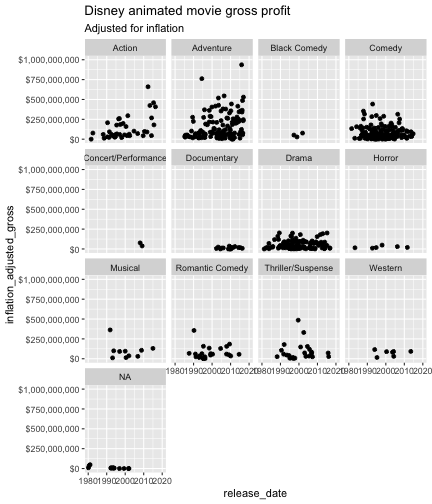 Disney animated movie gross profit
Adjusted for inflation
Action Adventure Black Comedy Comedy
$1,000,000,000
$750,000,000
$500,000,000
$250,000,000
$0
Concert/Performance Documentary Drama Horror
$1,000,000,000
$750,000,000
$500,000,000
$250,000,000
$0
Musical Romantic Comedy Thriller/Suspense Western
$1,000,000,000
$750,000,000
$500,000,000
$250,000,000
$0
1980 1990 2000 2010 2020 1980 1990 2000 2010 2020 1980 1990 2000 2010 2020
NA
$1,000,000,000
$750,000,000
$500,000,000
$250,000,000
$0
1980 1990 2000 2010 2020
release_date
inflation_adjusted_gross